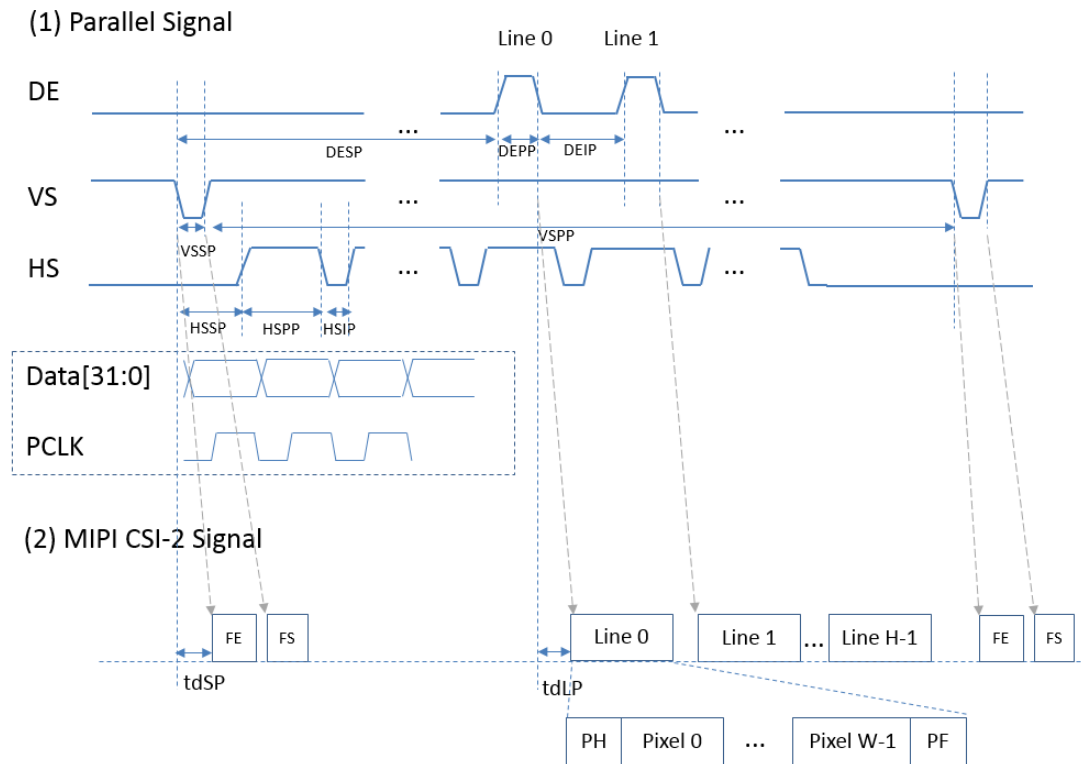 (1) Parallel Signal
Line 0 Line 1
DE
... ...
DESP DEPP DEIP
VS
... ...
VSSP VSPP
HS
... ...
HSSP HSPP HSIP
Data[31:0]
PCLK
(2) MIPI CSI-2 Signal
FE FS Line 0 Line 1 ... Line H-1 FE FS
tdSP tdLP
PH Pixel 0 ... Pixel W-1 PF